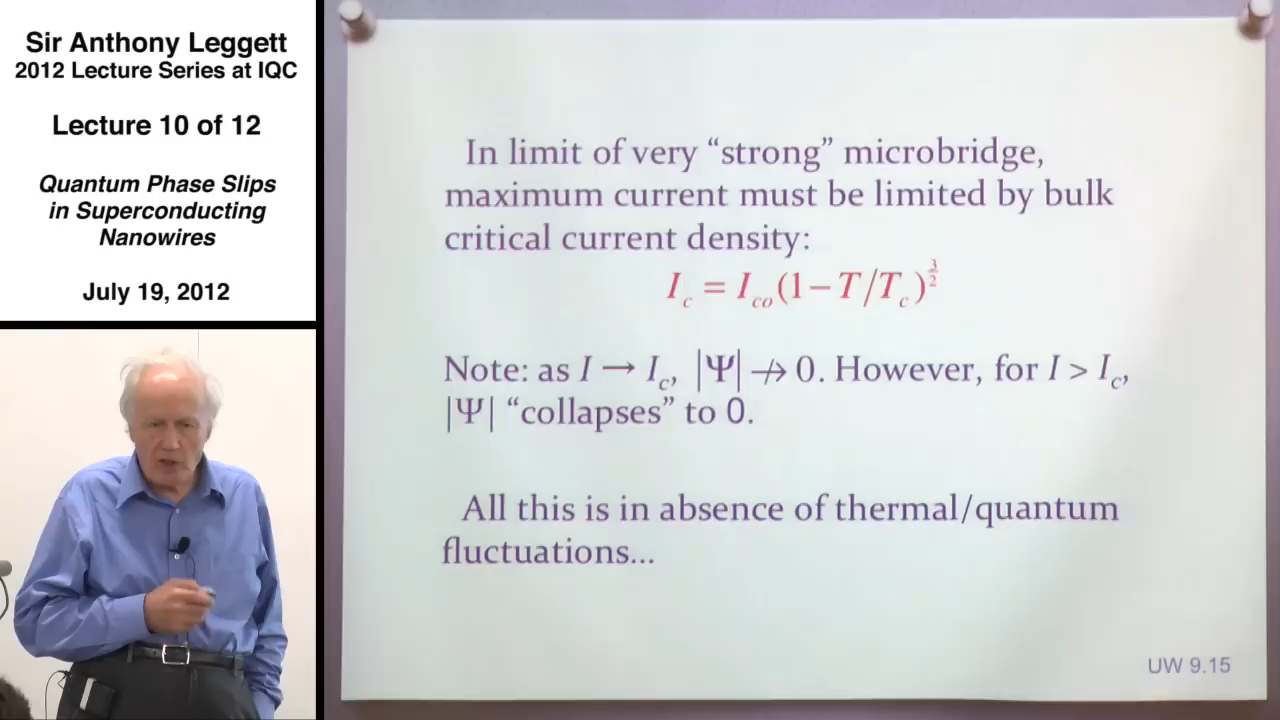 Sir Anthony Leggett
2012 Lecture Series at IQC
Lecture 10 of 12
Quantum Phase Slips
in Superconducting
Nanowires
July 19, 2012
In limit of very “strong” microbridge,
maximum current must be limited by bulk
critical current density:
I_c = I_co(1−T/T_c)^(3/2)
Note: as I → I_c, |Ψ| ↛ 0. However, for I > I_c,
|Ψ| “collapses” to 0.
All this is in absence of thermal/quantum
fluctuations...
UW 9.15